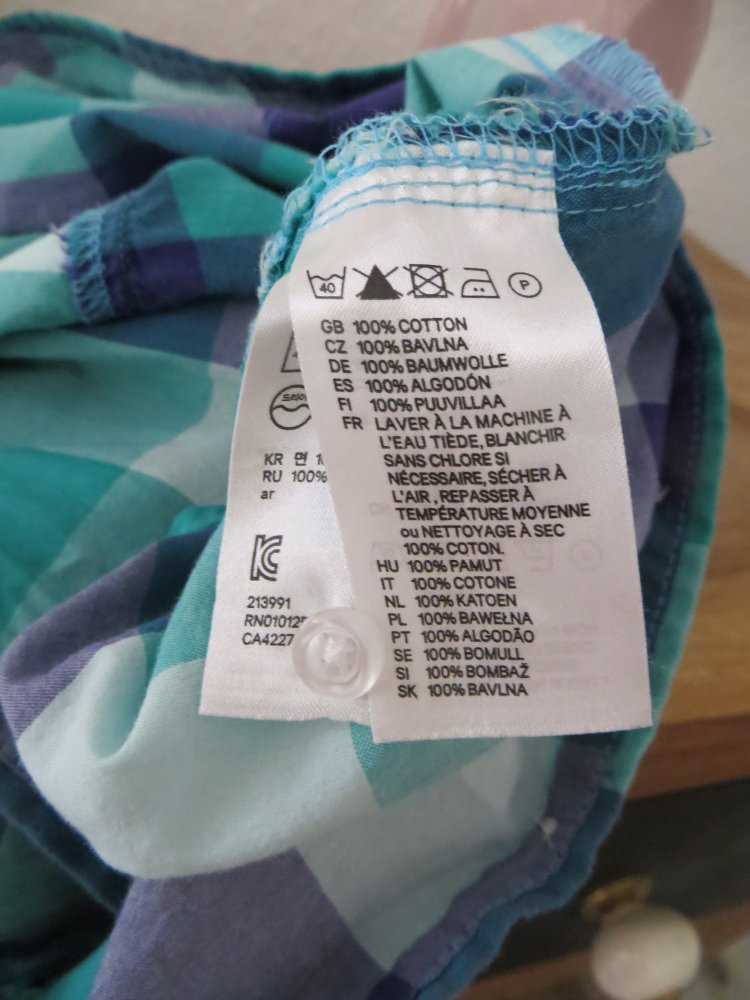 40
P
GB 100% COTTON
CZ 100% BAVLNA
DE 100% BAUMWOLLE
ES 100% ALGODÓN
FI 100% PUUVILLAA
FR LAVER À LA MACHINE À
L'EAU TIÈDE, BLANCHIR
SANS CHLORE SI
NÉCESSAIRE, SÉCHER À
L'AIR , REPASSER À
TEMPÉRATURE MOYENNE
ou NETTOYAGE À SEC
100% COTON.
HU 100% PAMUT
IT 100% COTONE
NL 100% KATOEN
PL 100% BAWEŁNA
PT 100% ALGODÃO
SE 100% BOMULL
SI 100% BOMBAŽ
SK 100% BAVLNA
KR 면
RU 100%
ar
213991
RN010125
CA4227